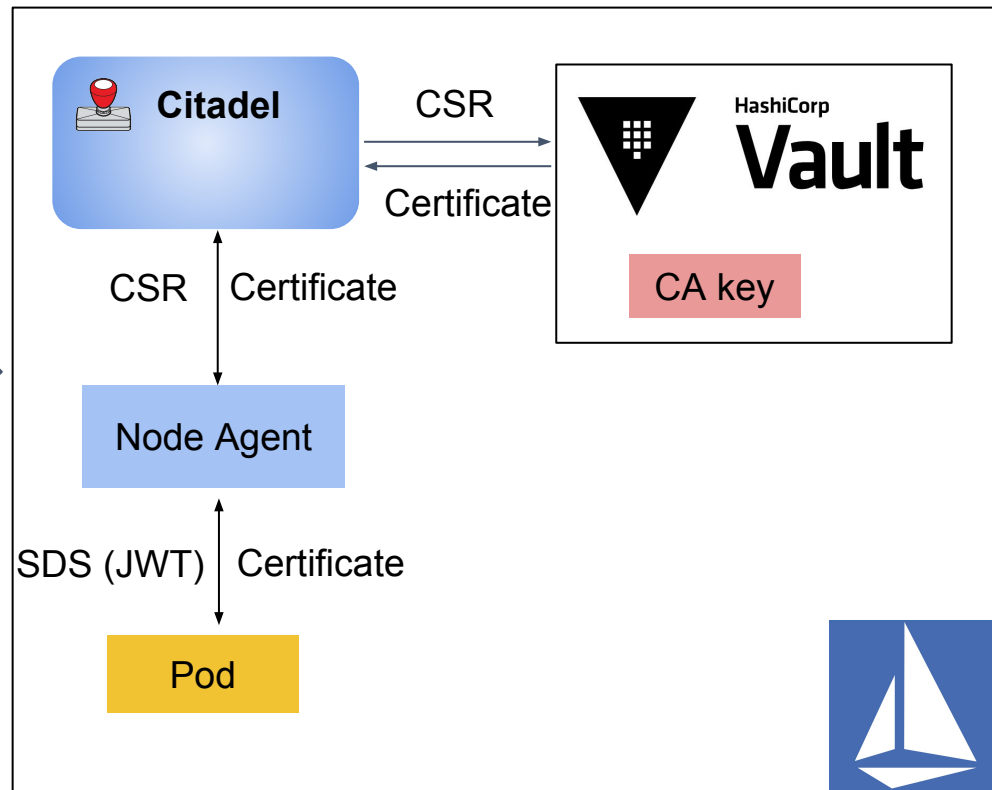 Citadel
CSR
Certificate
HashiCorp
Vault
CA key
CSR
Certificate
Node Agent
SDS (JWT)
Certificate
Pod